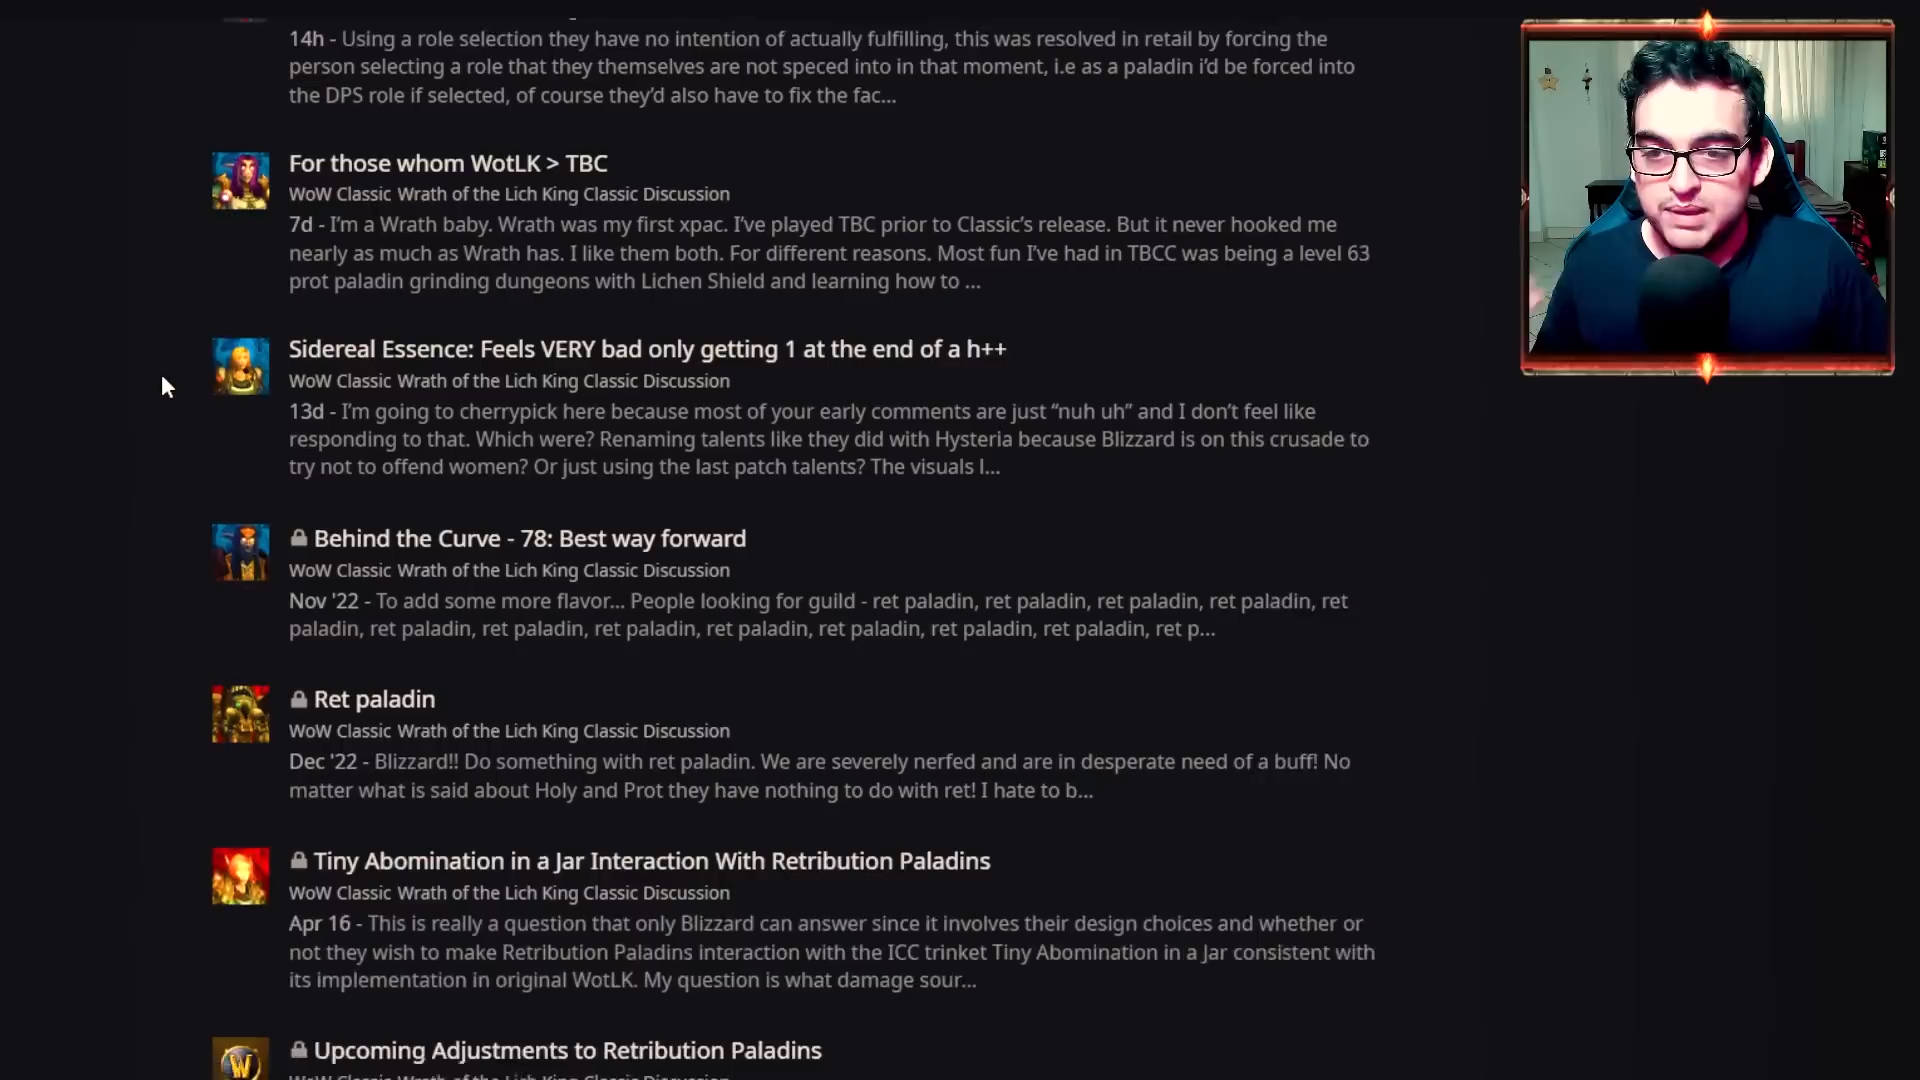 14h - Using a role selection they have no intention of actually fulfilling, this was resolved in retail by forcing the
person selecting a role that they themselves are not speced into in that moment, i.e as a paladin i’d be forced into
the DPS role if selected, of course they’d also have to fix the fac...
For those whom WotLK > TBC
WoW Classic Wrath of the Lich King Classic Discussion
7d - I’m a Wrath baby. Wrath was my first xpac. I’ve played TBC prior to Classic’s release. But it never hooked me
nearly as much as Wrath has. I like them both. For different reasons. Most fun I’ve had in TBCC was being a level 63
prot paladin grinding dungeons with Lichen Shield and learning how to ...
Sidereal Essence: Feels VERY bad only getting 1 at the end of a h++
WoW Classic Wrath of the Lich King Classic Discussion
13d - I’m going to cherrypick here because most of your early comments are just “nuh uh” and I don’t feel like
responding to that. Which were? Renaming talents like they did with Hysteria because Blizzard is on this crusade to
try not to offend women? Or just using the last patch talents? The visuals l...
Behind the Curve - 78: Best way forward
WoW Classic Wrath of the Lich King Classic Discussion
Nov '22 - To add some more flavor... People looking for guild - ret paladin, ret paladin, ret paladin, ret paladin, ret
paladin, ret paladin, ret paladin, ret paladin, ret paladin, ret paladin, ret paladin, ret paladin, ret p...
Ret paladin
WoW Classic Wrath of the Lich King Classic Discussion
Dec '22 - Blizzard!! Do something with ret paladin. We are severely nerfed and are in desperate need of a buff! No
matter what is said about Holy and Prot they have nothing to do with ret! I hate to b...
Tiny Abomination in a Jar Interaction With Retribution Paladins
WoW Classic Wrath of the Lich King Classic Discussion
Apr 16 - This is really a question that only Blizzard can answer since it involves their design choices and whether or
not they wish to make Retribution Paladins interaction with the ICC trinket Tiny Abomination in a Jar consistent with
its implementation in original WotLK. My question is what damage sour...
Upcoming Adjustments to Retribution Paladins